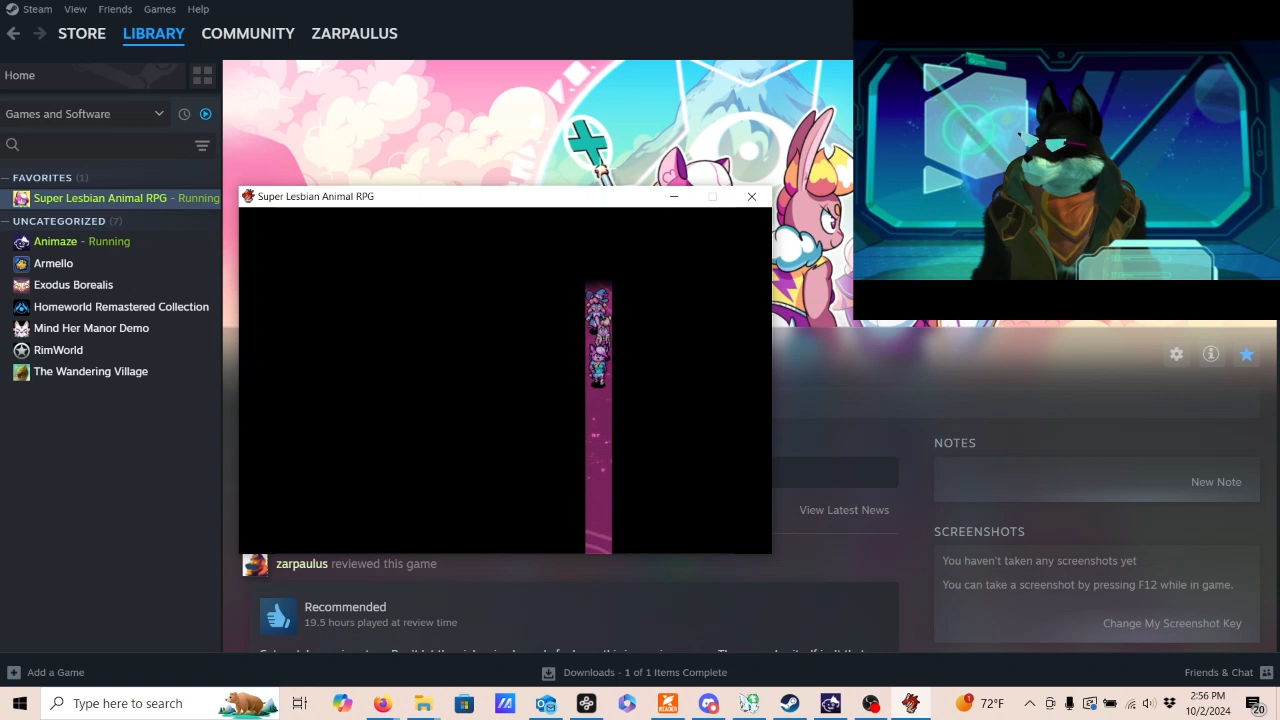 Steam View Friends Games Help
STORE LIBRARY COMMUNITY ZARPAULUS
Home
Games and Software
FAVORITES (1)
Super Lesbian Animal RPG - Running
UNCATEGORIZED (7)
Animaze - Running
Armello
Exodus Borealis
Homeworld Remastered Collection
Mind Her Manor Demo
RimWorld
The Wandering Village
Super Lesbian Animal RPG
NOTES
New Note
View Latest News
SCREENSHOTS
You haven't taken any screenshots yet
You can take a screenshot by pressing F12 while in game.
Change My Screenshot Key
zarpaulus reviewed this game
Recommended
19.5 hours played at review time
Add a Game
Downloads - 1 of 1 Items Complete
Friends & Chat
Type here to search
READER
1
72°F
2:56 PM
10/2/2024
20